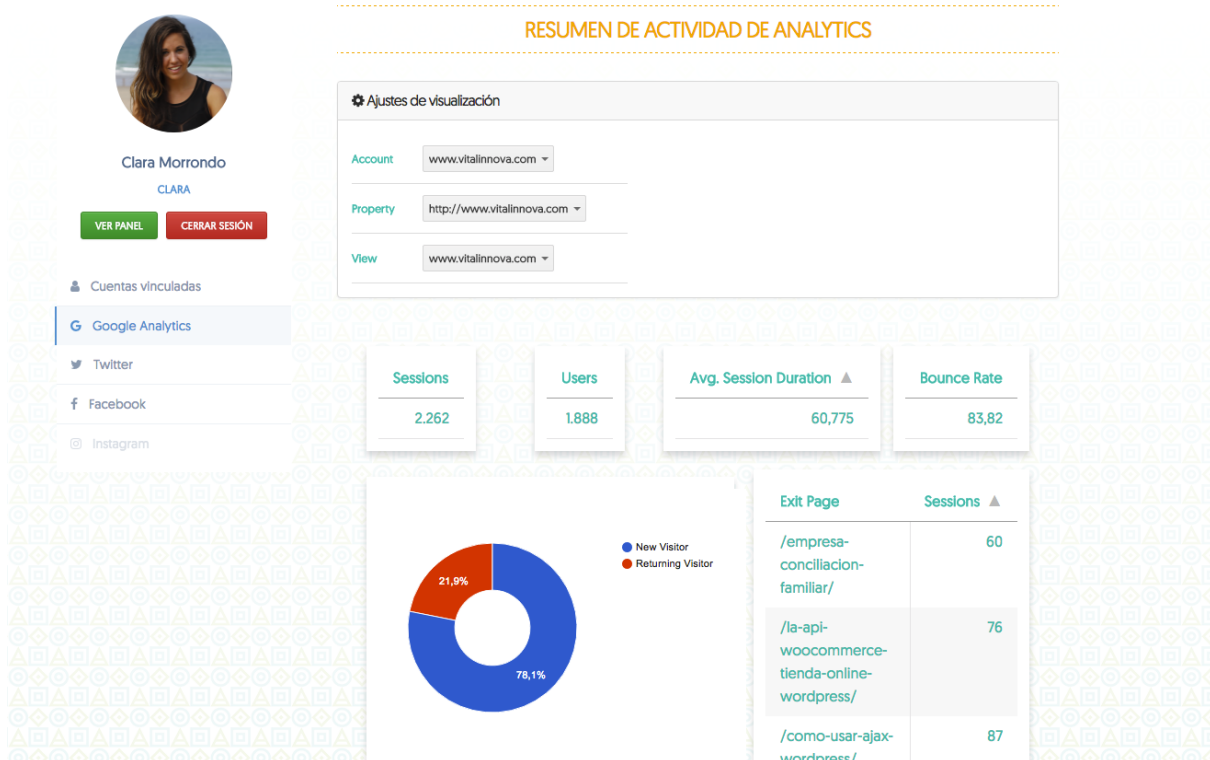 RESUMEN DE ACTIVIDAD DE ANALYTICS
Clara Morrondo
CLARA
VER PANEL
CERRAR SESIÓN
Cuentas vinculadas
Google Analytics
Twitter
Facebook
Instagram
Ajustes de visualización
Account www.vitalinnova.com
Property http://www.vitalinnova.com
View www.vitalinnova.com
Sessions
2.262
Users
1.888
Avg. Session Duration
60,775
Bounce Rate
83,82
21,9%
78,1%
New Visitor
Returning Visitor
Exit Page Sessions
/empresa- 60
conciliacion-
familiar/
/la-api- 76
woocommerce-
tienda-online-
wordpress/
/como-usar-ajax- 87
wordpress/